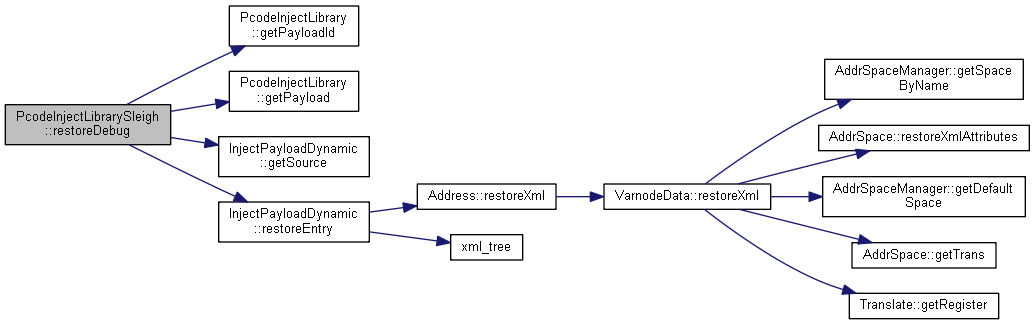 PcodeInjectLibrarySleigh
::restoreDebug
PcodeInjectLibrary
::getPayloadId
PcodeInjectLibrary
::getPayload
InjectPayloadDynamic
::getSource
InjectPayloadDynamic
::restoreEntry
Address::restoreXml
xml_tree
VarnodeData::restoreXml
AddrSpaceManager::getSpace
ByName
AddrSpace::restoreXmlAttributes
AddrSpaceManager::getDefault
Space
AddrSpace::getTrans
Translate::getRegister